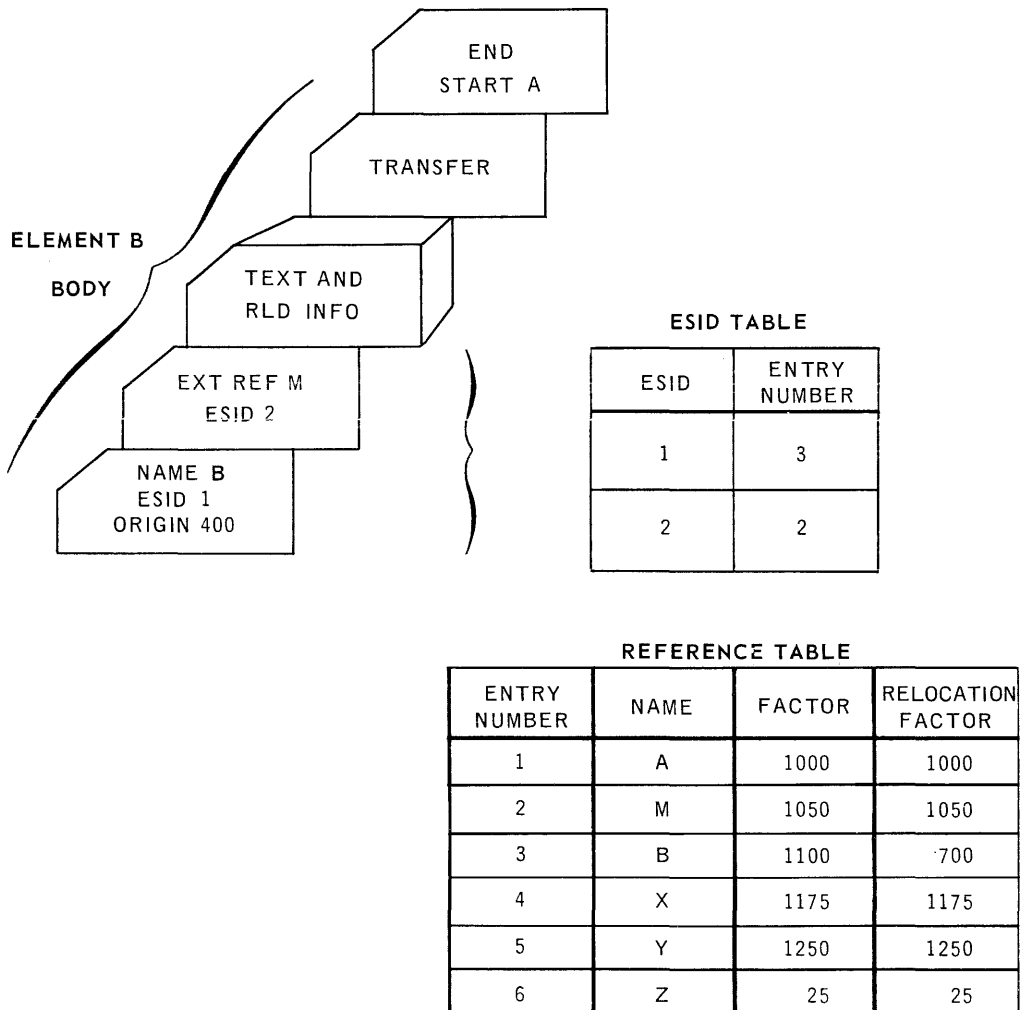 END
START A
TRANSFER
ELEMENT B
BODY
TEXT AND
RLD INFO
EXT REF M
ESID 2
NAME B
ESID 1
ORIGIN 400
ESID TABLE
ESID ENTRY NUMBER
1 3
2 2
REFERENCE TABLE
ENTRY NUMBER NAME FACTOR RELOCATION FACTOR
1 A 1000 1000
2 M 1050 1050
3 B 1100 700
4 X 1175 1175
5 Y 1250 1250
6 Z 25 25